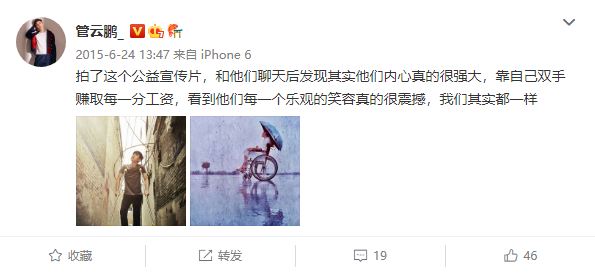 管云鹏_
2015-6-24 13:47 来自 iPhone 6
拍了这个公益宣传片，和他们聊天后发现其实他们内心真的很强大，靠自己双手
赚取每一分工资，看到他们每一个乐观的笑容真的很震撼，我们其实都一样
收藏 转发 19 46